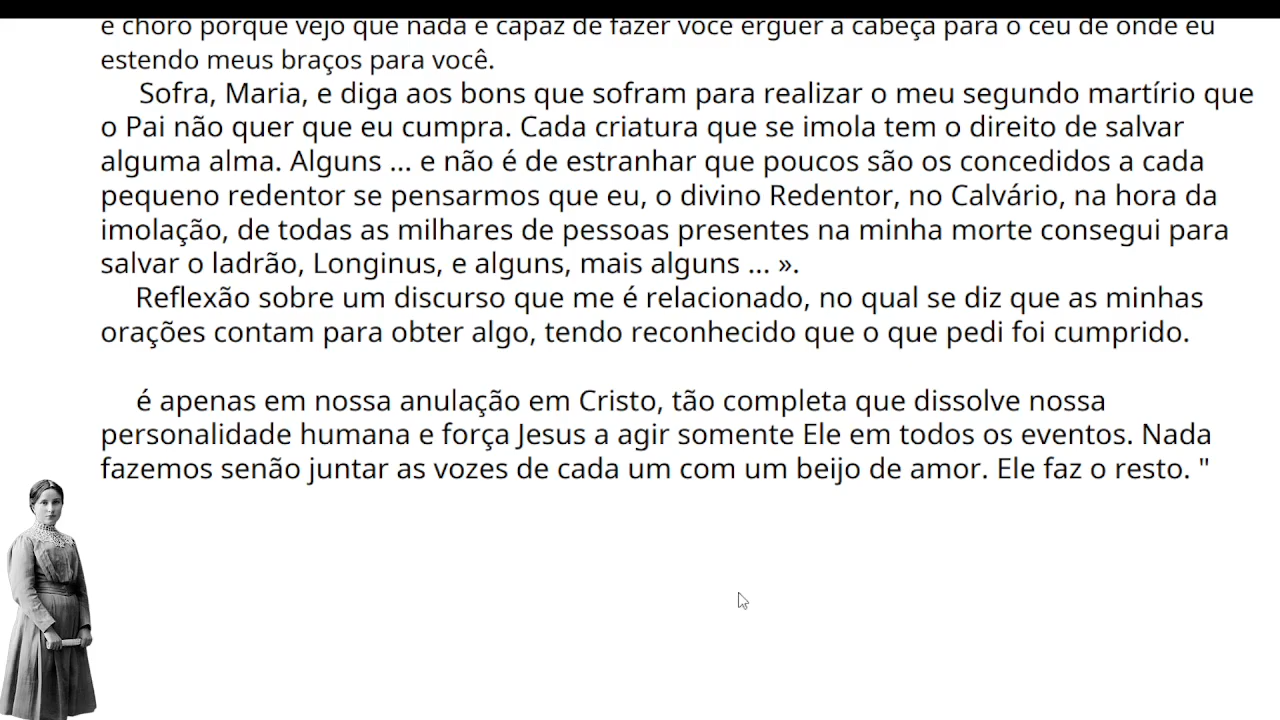 e choro porque vejo que nada é capaz de fazer você erguer a cabeça para o céu de onde eu
estendo meus braços para você.
Sofra, Maria, e diga aos bons que sofram para realizar o meu segundo martírio que
o Pai não quer que eu cumpra. Cada criatura que se imola tem o direito de salvar
alguma alma. Alguns ... e não é de estranhar que poucos são os concedidos a cada
pequeno redentor se pensarmos que eu, o divino Redentor, no Calvário, na hora da
imolação, de todas as milhares de pessoas presentes na minha morte consegui para
salvar o ladrão, Longinus, e alguns, mais alguns ... ».
Reflexão sobre um discurso que me é relacionado, no qual se diz que as minhas
orações contam para obter algo, tendo reconhecido que o que pedi foi cumprido.
é apenas em nossa anulação em Cristo, tão completa que dissolve nossa
personalidade humana e força Jesus a agir somente Ele em todos os eventos. Nada
fazemos senão juntar as vozes de cada um com um beijo de amor. Ele faz o resto. "